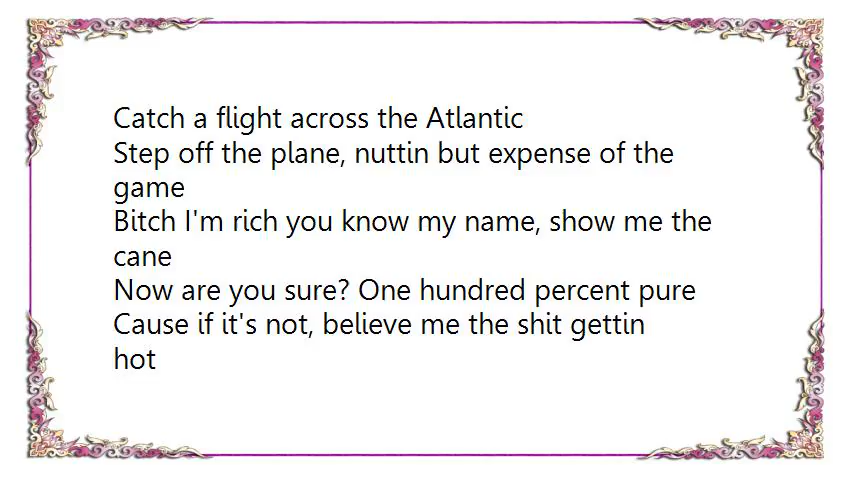 Catch a flight across the Atlantic
Step off the plane, nuttin but expense of the
game
Bitch I'm rich you know my name, show me the
cane
Now are you sure? One hundred percent pure
Cause if it's not, believe me the shit gettin
hot